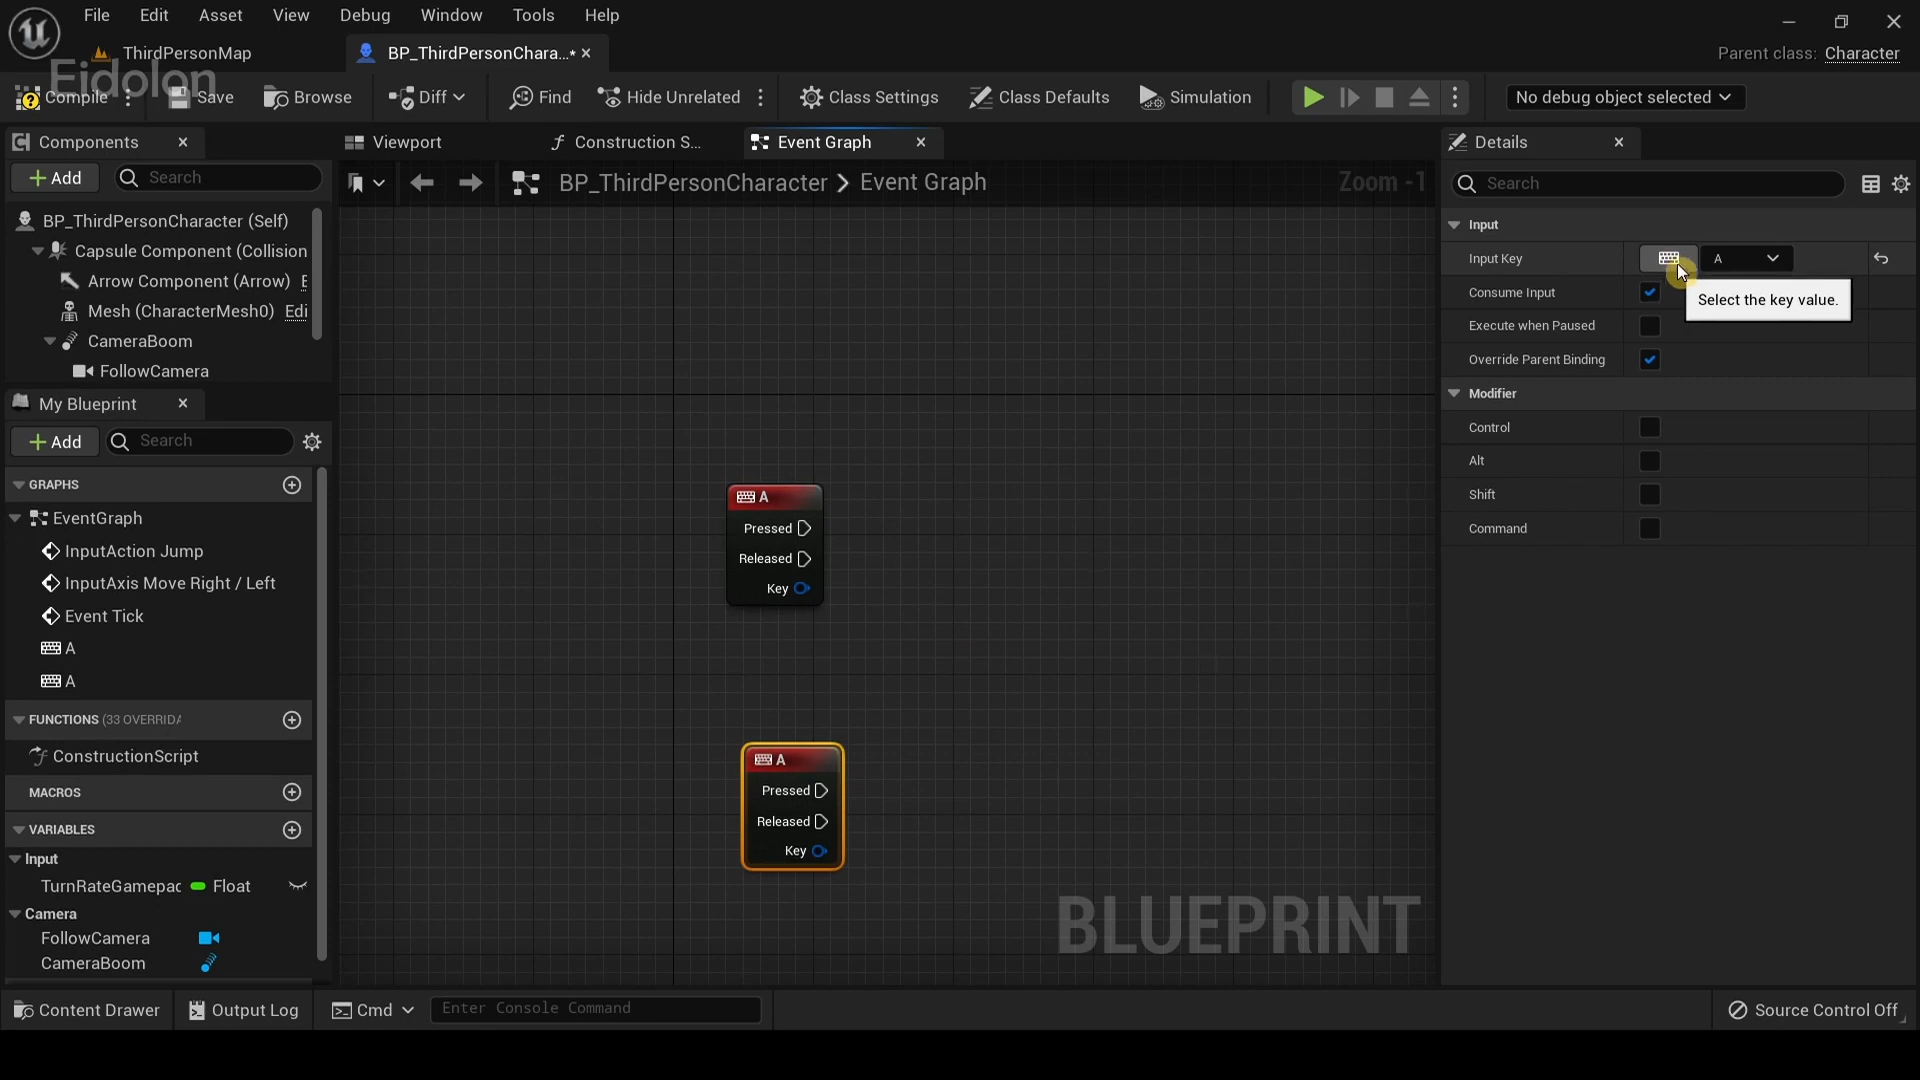 File Edit Asset View Debug Window Tools Help
ThirdPersonMap
BP_ThirdPersonChara...*
Parent class: Character
Eidolon
Compile
Save
Browse
Diff
Find
Hide Unrelated
Class Settings
Class Defaults
Simulation
No debug object selected
Components
Viewport
Construction S...
Event Graph
Details
+ Add
Search
BP_ThirdPersonCharacter > Event Graph
Zoom -1
Search
BP_ThirdPersonCharacter (Self)
Capsule Component (Collision
Arrow Component (Arrow) E
Mesh (CharacterMesh0) Edi
CameraBoom
FollowCamera
Input
Input Key
A
Select the key value.
Consume Input
Execute when Paused
Override Parent Binding
Modifier
Control
Alt
Shift
Command
My Blueprint
+ Add
Search
GRAPHS
EventGraph
InputAction Jump
InputAxis Move Right / Left
Event Tick
A
A
FUNCTIONS (33 OVERRIDA
ConstructionScript
MACROS
VARIABLES
Input
TurnRateGamepad Float
Camera
FollowCamera
CameraBoom
A
Pressed
Released
Key
A
Pressed
Released
Key
BLUEPRINT
Content Drawer
Output Log
Cmd
Enter Console Command
Source Control Off